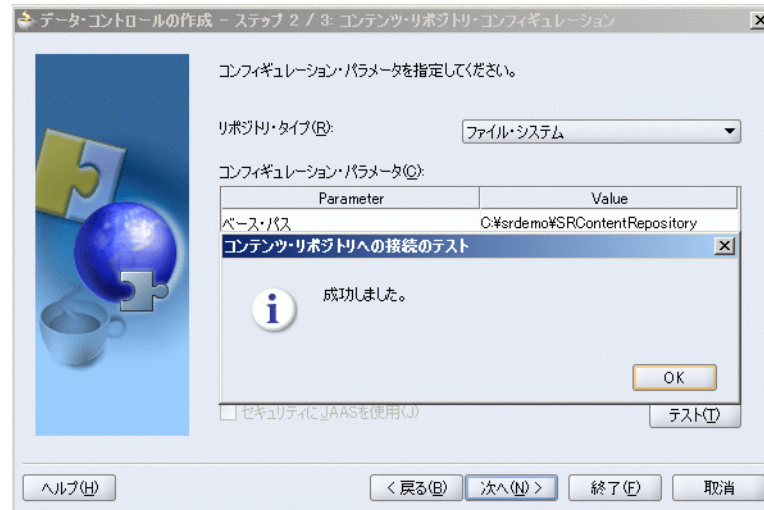 データ・コントロールの作成 - ステップ 2 / 3: コンテンツ・リポジトリ・コンフィギュレーション
コンフィギュレーション・パラメータを指定してください。
リポジトリ・タイプ(R): ファイル・システム
コンフィギュレーション・パラメータ(C):
Parameter Value
ベース・パス C:¥srdemo¥SRContentRepository
コンテンツ・リポジトリへの接続のテスト
成功しました。
OK
セキュリティにJAASを使用(J) テスト(T)
ヘルプ(H) < 戻る(B) 次へ(N) > 終了(F) 取消